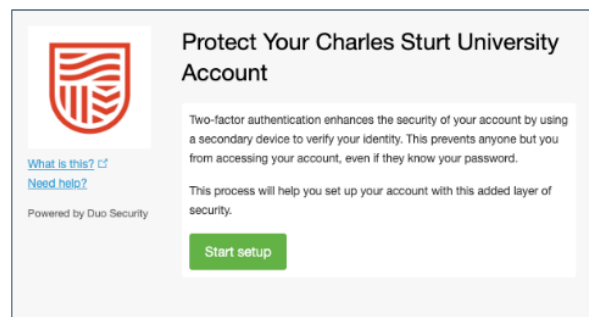 Protect Your Charles Sturt University
Account
Two-factor authentication enhances the security of your account by using
a secondary device to verify your identity. This prevents anyone but you
from accessing your account, even if they know your password.
This process will help you set up your account with this added layer of
security.
Start setup
What is this?
Need help?
Powered by Duo Security